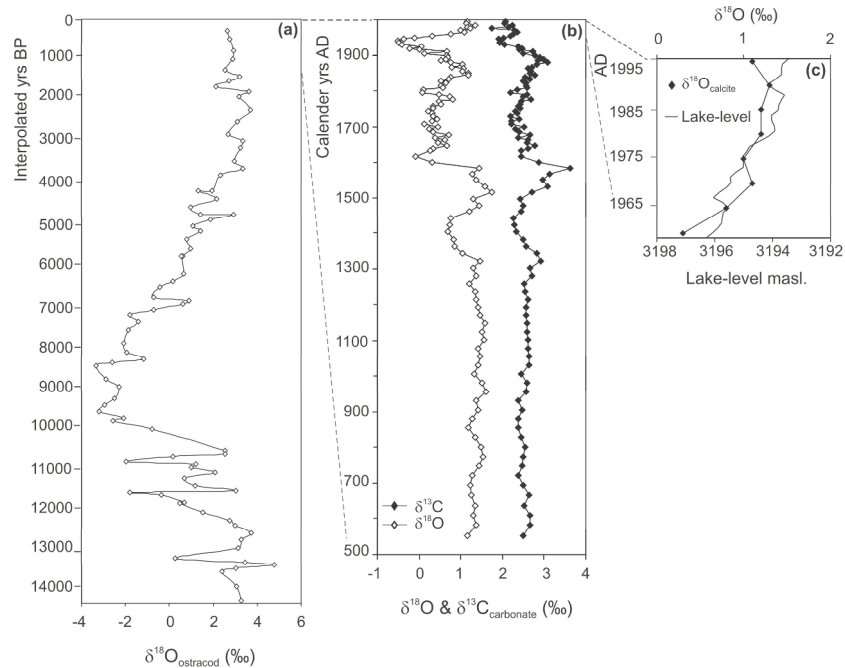 (a)
Interpolated yrs BP
0
1000
2000
3000
4000
5000
6000
7000
8000
9000
10000
11000
12000
13000
14000
-4 -2 0 2 4 6
δ¹⁸Oostracod (‰)
(b)
Calender yrs AD
1900
1700
1500
1300
1100
900
700
500
δ¹³C
δ¹⁸O
-1 0 1 2 3 4
δ¹⁸O & δ¹³Ccarbonate (‰)
δ¹⁸O (‰)
0 1 2
(c)
AD
1995
1985
1975
1965
δ¹⁸Ocalcite
Lake-level
3198 3196 3194 3192
Lake-level masl.